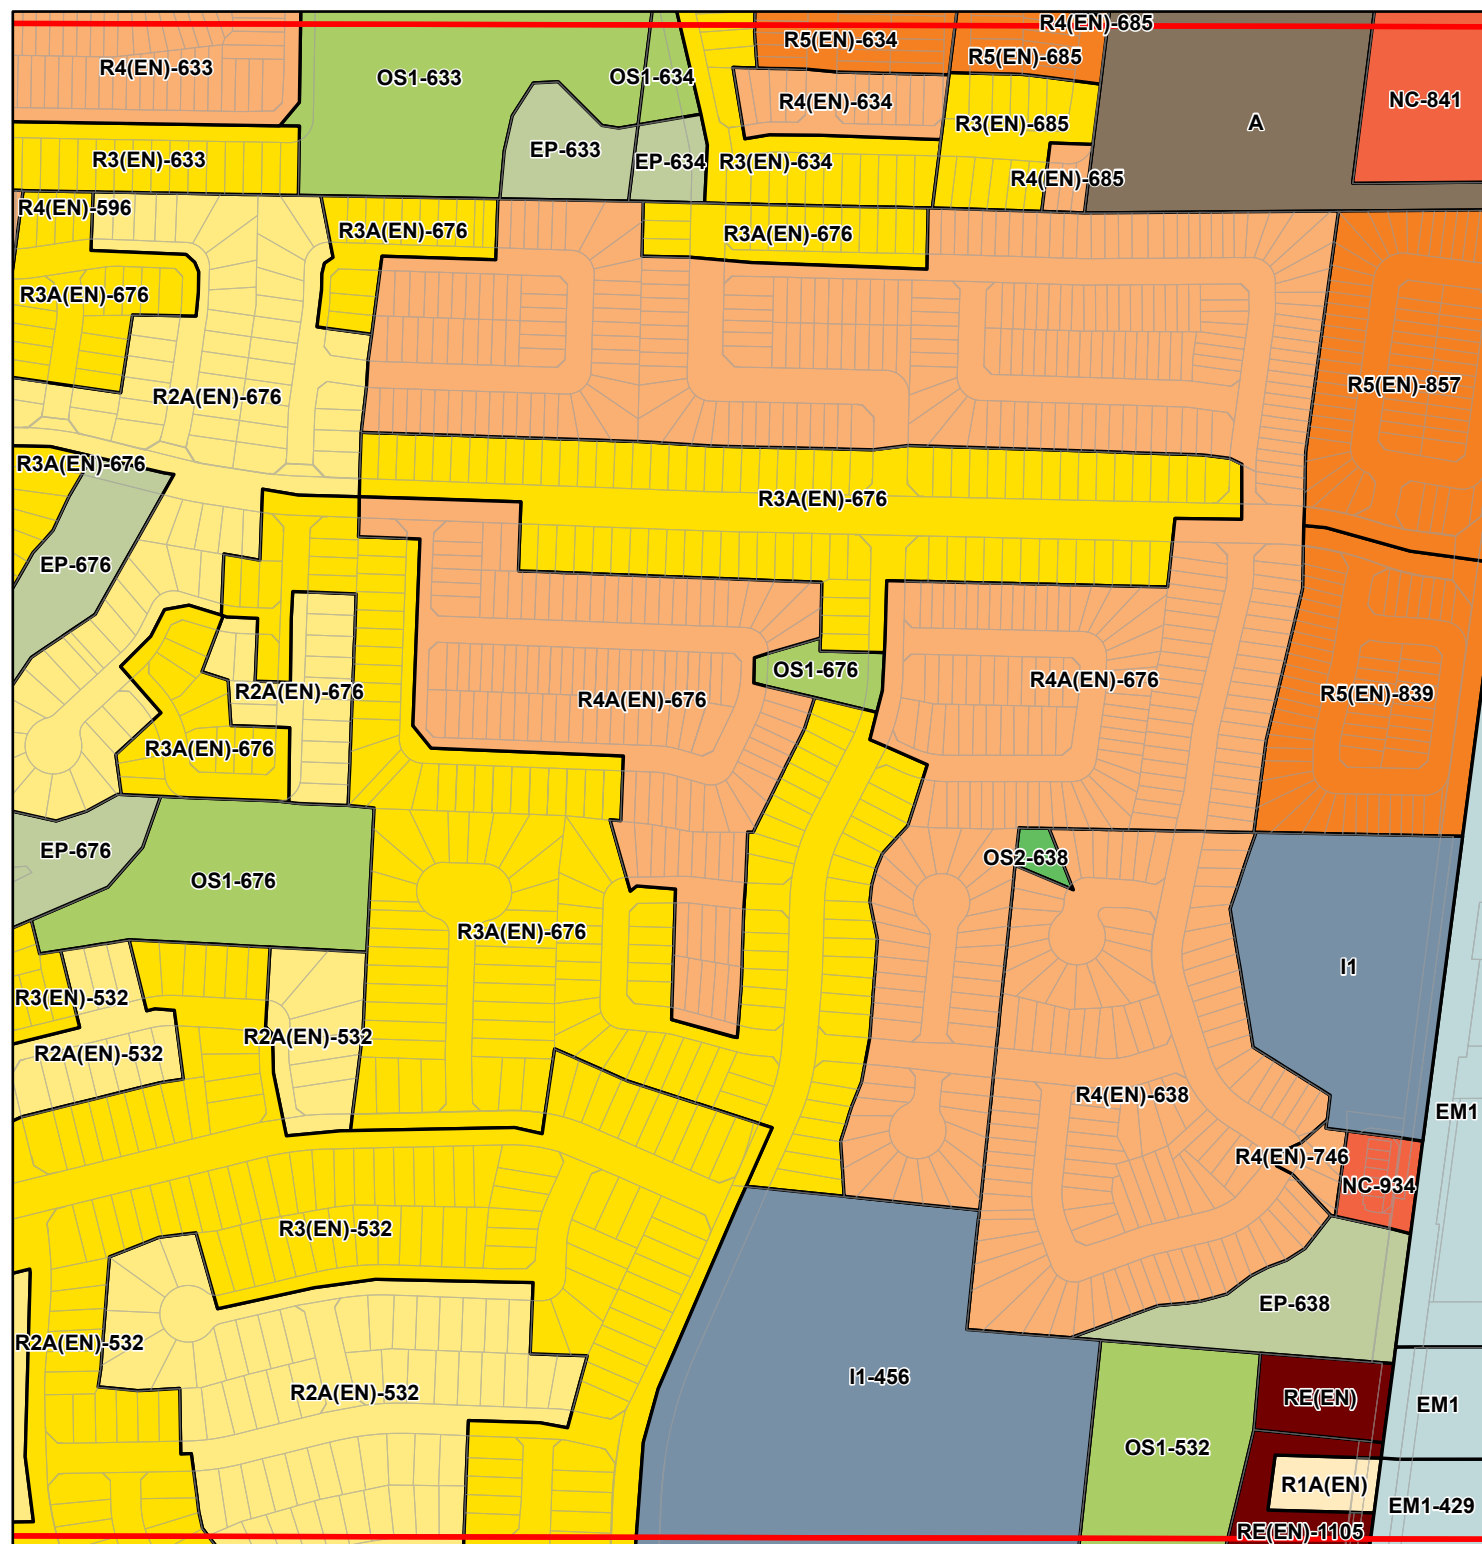 R4(EN)-685
R5(EN)-634
R5(EN)-685
R4(EN)-633
OS1-633
OS1-634
R4(EN)-634
NC-841
R3(EN)-685
A
EP-633
R3(EN)-633
EP-634
R3(EN)-634
R4(EN)-685
R4(EN)-596
R3A(EN)-676
R3A(EN)-676
R3A(EN)-676
R5(EN)-857
R2A(EN)-676
R3A(EN)-676
R3A(EN)-676
EP-676
OS1-676
R4A(EN)-676
R2A(EN)-676
R5(EN)-839
R4A(EN)-676
R3A(EN)-676
EP-676
OS2-638
OS1-676
R3A(EN)-676
I1
R3(EN)-532
R2A(EN)-532
R2A(EN)-532
R4(EN)-638
EM1
R4(EN)-746
NC-934
R3(EN)-532
EP-638
R2A(EN)-532
I1-456
R2A(EN)-532
RE(EN)
EM1
OS1-532
R1A(EN)
EM1-429
RE(EN)-1105